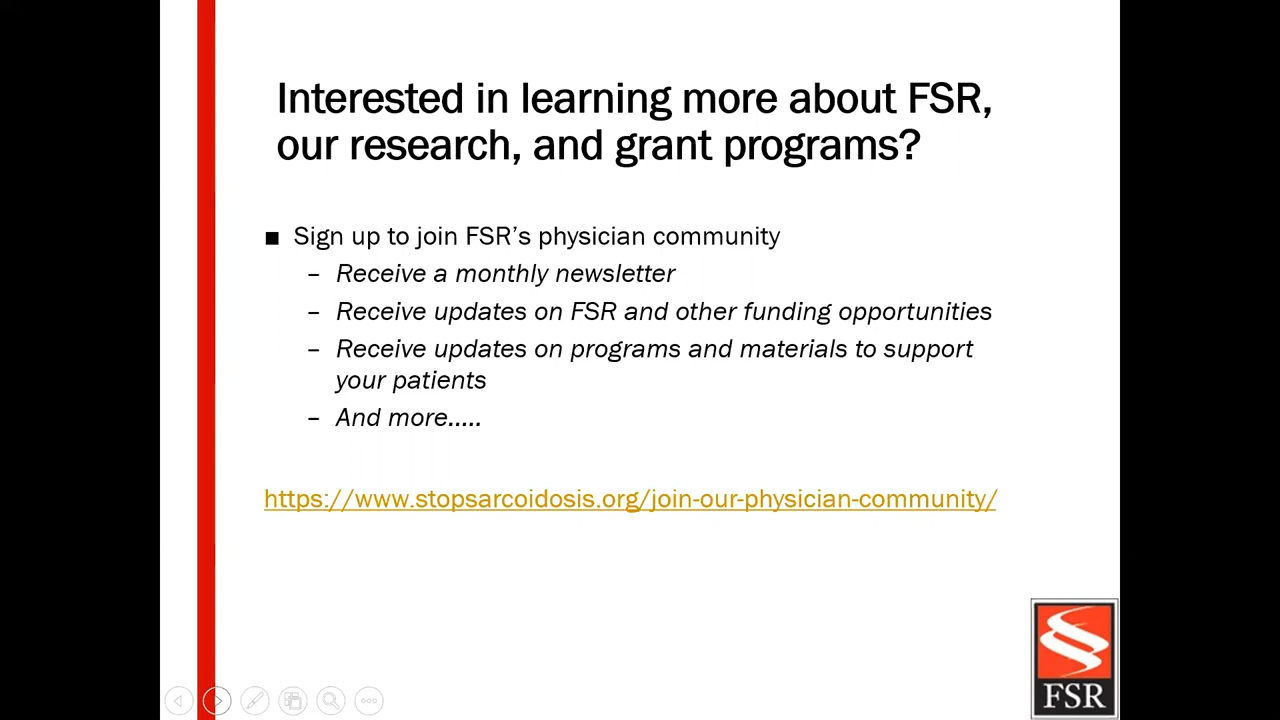 Interested in learning more about FSR,
our research, and grant programs?
■ Sign up to join FSR’s physician community
– Receive a monthly newsletter
– Receive updates on FSR and other funding opportunities
– Receive updates on programs and materials to support
your patients
– And more.....
https://www.stopsarcoidosis.org/join-our-physician-community/
FSR